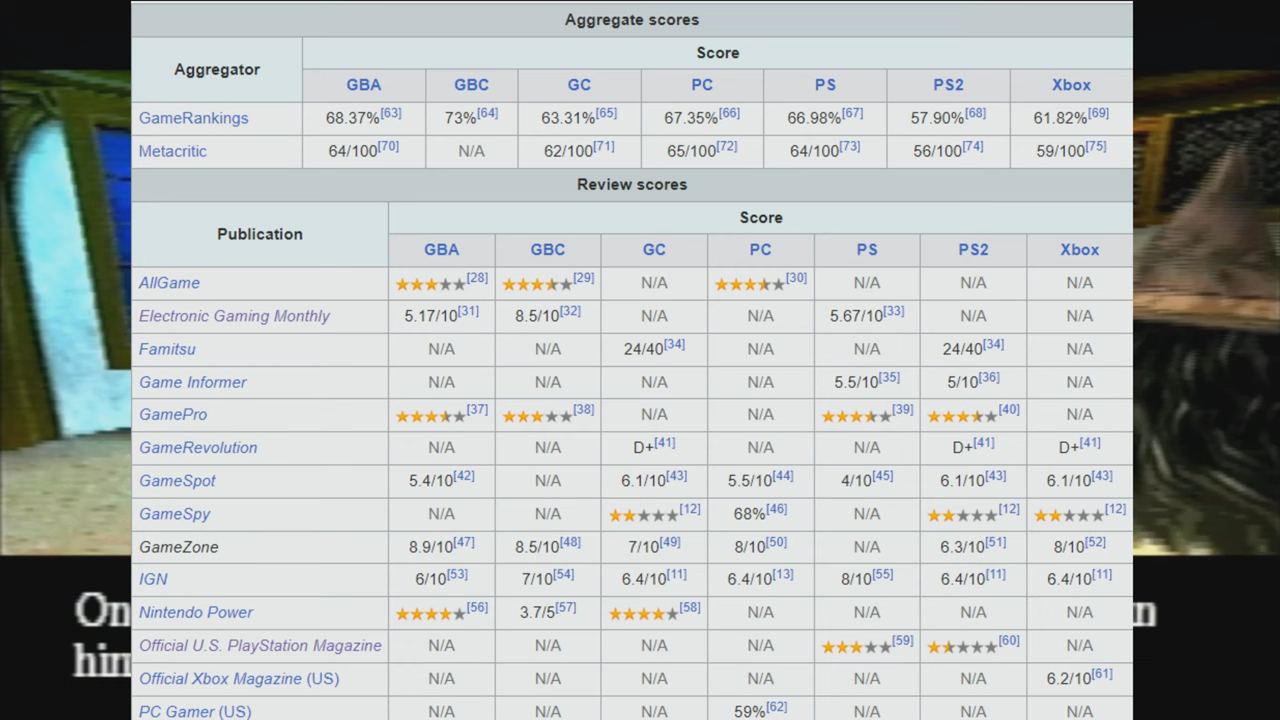 Aggregate scores
Aggregator
Score
GBA GBC GC PC PS PS2 Xbox
GameRankings 68.37%[63] 73%[64] 63.31%[65] 67.35%[66] 66.98%[67] 57.90%[68] 61.82%[69]
Metacritic 64/100[70] N/A 62/100[71] 65/100[72] 64/100[73] 56/100[74] 59/100[75]
Review scores
Publication
Score
GBA GBC GC PC PS PS2 Xbox
AllGame [28] [29] N/A [30] N/A N/A N/A
Electronic Gaming Monthly 5.17/10[31] 8.5/10[32] N/A N/A 5.67/10[33] N/A N/A
Famitsu N/A N/A 24/40[34] N/A N/A 24/40[34] N/A
Game Informer N/A N/A N/A N/A 5.5/10[35] 5/10[36] N/A
GamePro [37] [38] N/A N/A [39] [40] N/A
GameRevolution N/A N/A D+[41] N/A N/A D+[41] D+[41]
GameSpot 5.4/10[42] N/A 6.1/10[43] 5.5/10[44] 4/10[45] 6.1/10[43] 6.1/10[43]
GameSpy N/A N/A [12] 68%[46] N/A [12] [12]
GameZone 8.9/10[47] 8.5/10[48] 7/10[49] 8/10[50] N/A 6.3/10[51] 8/10[52]
IGN 6/10[53] 7/10[54] 6.4/10[11] 6.4/10[13] 8/10[55] 6.4/10[11] 6.4/10[11]
Nintendo Power [56] 3.7/5[57] [58] N/A N/A N/A N/A
Official U.S. PlayStation Magazine N/A N/A N/A N/A [59] [60] N/A
Official Xbox Magazine (US) N/A N/A N/A N/A N/A N/A 6.2/10[61]
PC Gamer (US) N/A N/A N/A 59%[62] N/A N/A N/A